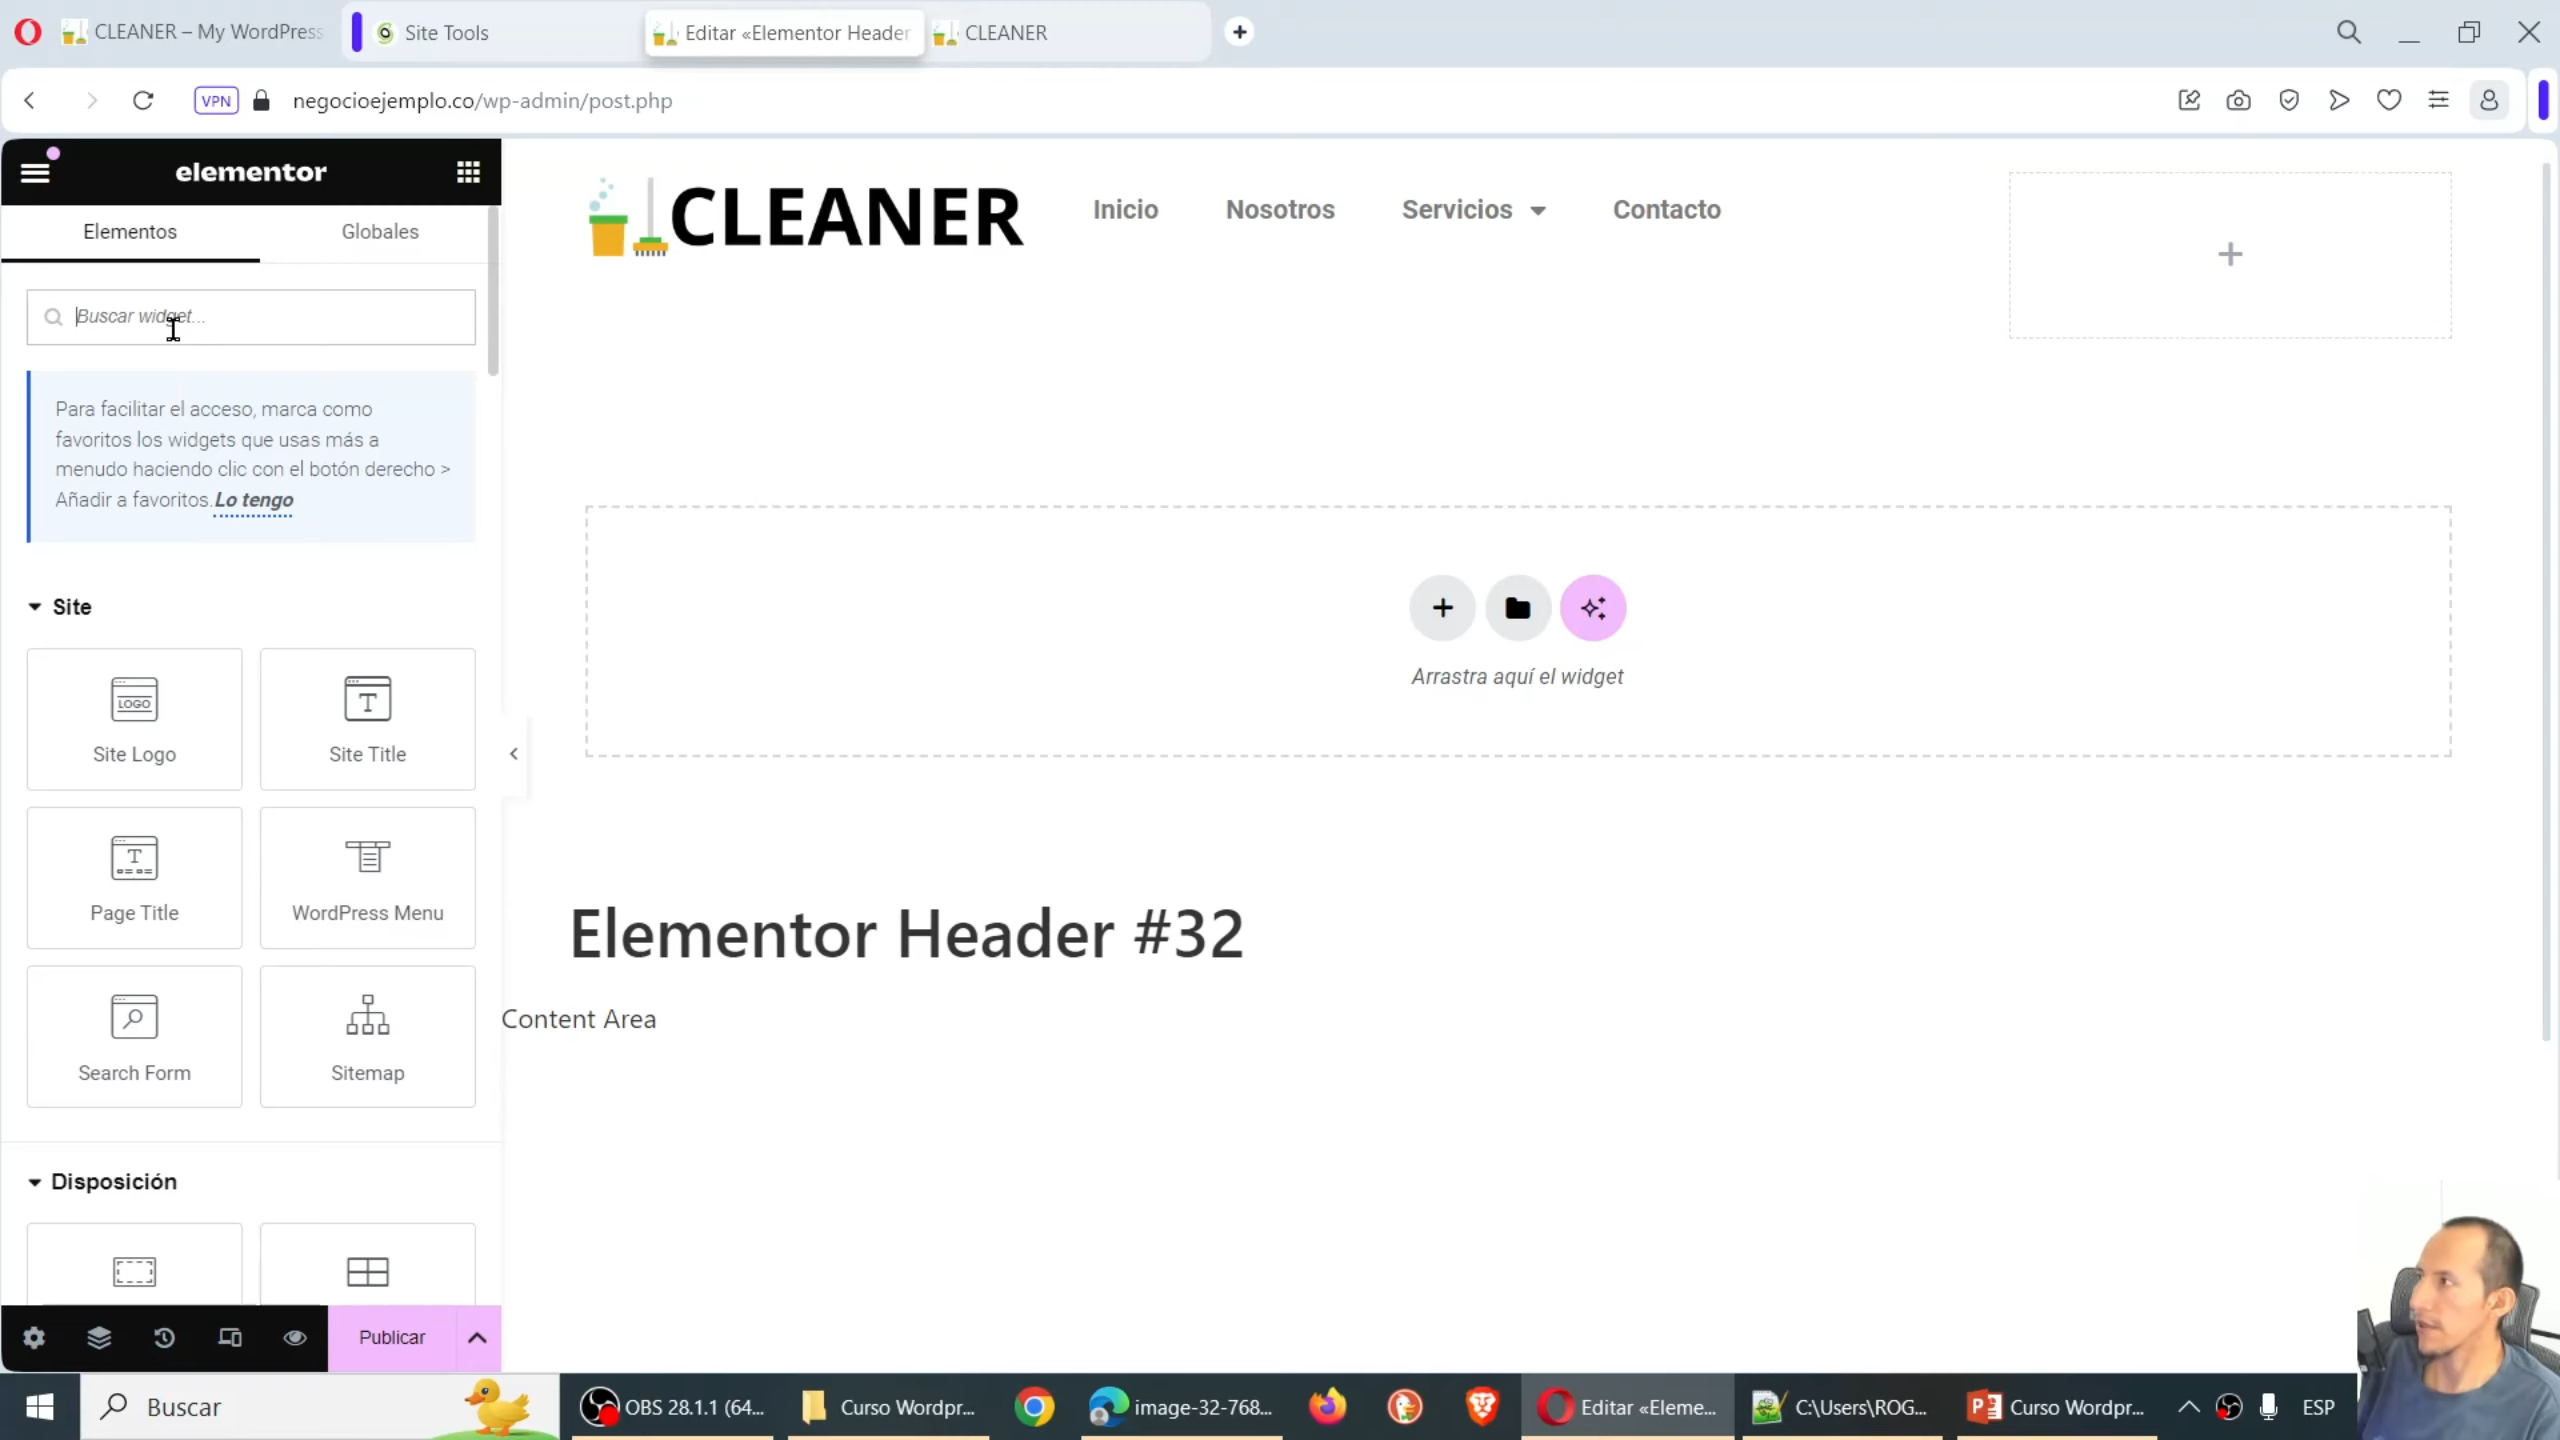 CLEANER – My WordPress
Site Tools
Editar «Elementor Header
CLEANER
VPN
negocioejemplo.co/wp-admin/post.php
elementor
Elementos
Globales
Buscar widget...
Para facilitar el acceso, marca como
favoritos los widgets que usas más a
menudo haciendo clic con el botón derecho >
Añadir a favoritos. Lo tengo
Site
LOGO
Site Logo
T
Site Title
T
Page Title
WordPress Menu
Search Form
Sitemap
Disposición
Publicar
CLEANER
Inicio
Nosotros
Servicios
Contacto
Arrastra aquí el widget
Elementor Header #32
Content Area
Buscar
OBS 28.1.1 (64...
Curso Wordpr...
image-32-768...
Editar «Eleme...
C:\Users\ROG...
Curso Wordpr...
ESP